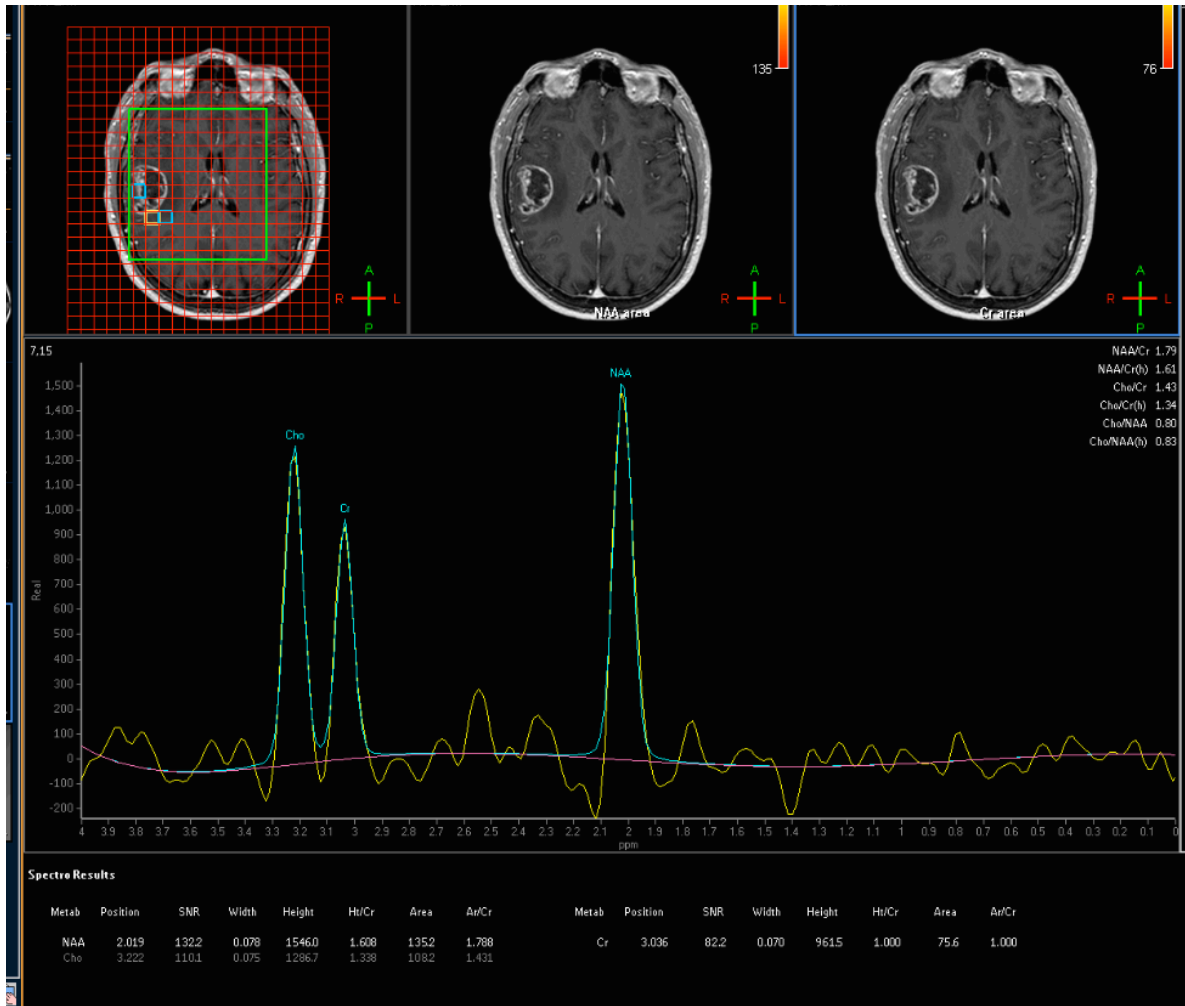 135
76
A
R L
P
A
R L
NAA area
P
A
R L
Cr area
P
7,15
NAA/Cr 1.79
NAA/Cr(h) 1.61
Cho/Cr 1.43
Cho/Cr(h) 1.34
Cho/NAA 0.80
Cho/NAA(h) 0.83
NAA
Cho
Cr
1,500
1,400
1,300
1,200
1,100
1,000
900
800
700
600
500
400
300
200
100
0
-100
-200
Real
4 3.9 3.8 3.7 3.6 3.5 3.4 3.3 3.2 3.1 3 2.9 2.8 2.7 2.6 2.5 2.4 2.3 2.2 2.1 2 1.9 1.8 1.7 1.6 1.5 1.4 1.3 1.2 1.1 1 0.9 0.8 0.7 0.6 0.5 0.4 0.3 0.2 0.1 0
ppm
Spectro Results
Metab Position SNR Width Height Ht/Cr Area Ar/Cr Metab Position SNR Width Height Ht/Cr Area Ar/Cr
NAA 2.019 132.2 0.078 1546.0 1.608 135.2 1.788 Cr 3.036 82.2 0.070 961.5 1.000 75.6 1.000
Cho 3.222 110.1 0.075 1286.7 1.338 108.2 1.431